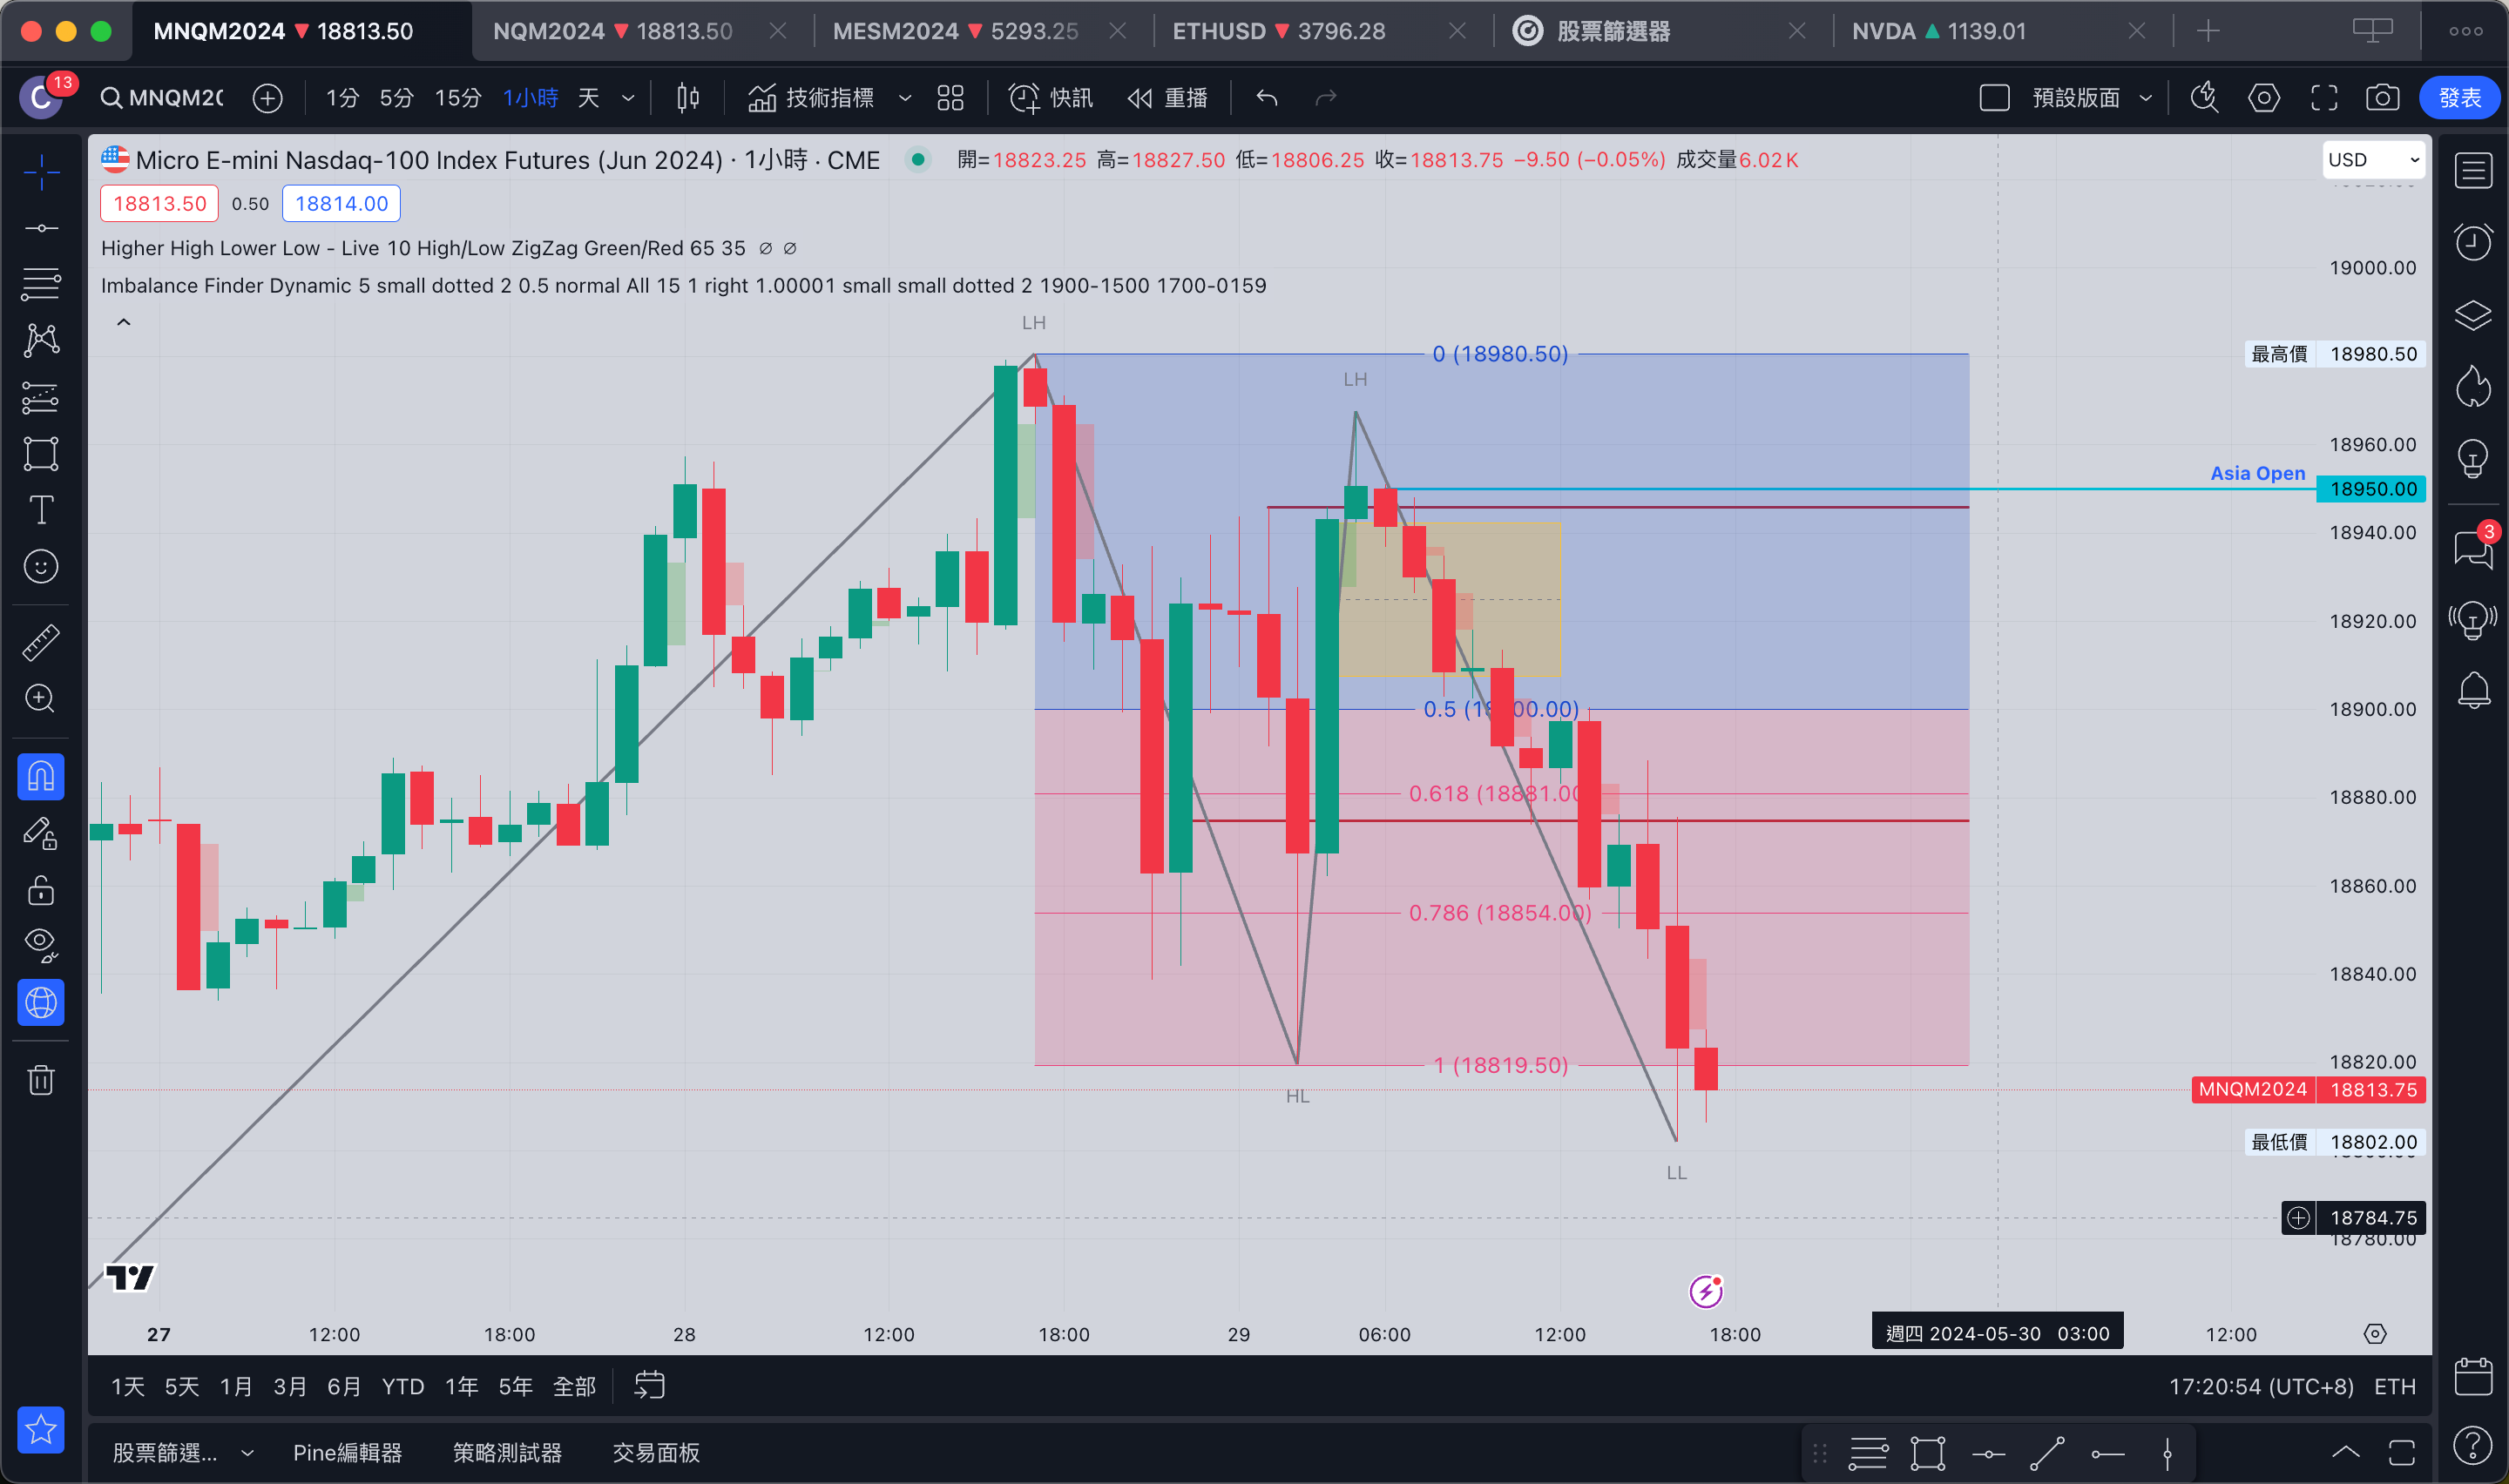 MNQM2024 ▼ 18813.50
NQM2024 ▼ 18813.50
MESM2024 ▼ 5293.25
ETHUSD ▼ 3796.28
股票篩選器
NVDA ▲ 1139.01
C 13
MNQM20
1分 5分 15分 1小時 天
技術指標
快訊
重播
預設版面
發表
Micro E-mini Nasdaq-100 Index Futures (Jun 2024) · 1小時 · CME
開=18823.25 高=18827.50 低=18806.25 收=18813.75 −9.50 (−0.05%) 成交量6.02K
USD
18813.50 0.50 18814.00
Higher High Lower Low - Live 10 High/Low ZigZag Green/Red 65 35 ∅ ∅
Imbalance Finder Dynamic 5 small dotted 2 0.5 normal All 15 1 right 1.00001 small small dotted 2 1900-1500 1700-0159
19000.00
LH
0 (18980.50)
最高價 18980.50
LH
18960.00
Asia Open
18950.00
18940.00
3
18920.00
0.5 (18900.00)
18900.00
0.618 (18881.00
18880.00
18860.00
0.786 (18854.00)
18840.00
1 (18819.50)
18820.00
HL
MNQM2024 18813.75
最低價 18802.00
LL
18784.75
18780.00
27 12:00 18:00 28 12:00 18:00 29 06:00 12:00 18:00 週四 2024-05-30 03:00 12:00
1天 5天 1月 3月 6月 YTD 1年 5年 全部
17:20:54 (UTC+8) ETH
股票篩選... Pine編輯器 策略測試器 交易面板